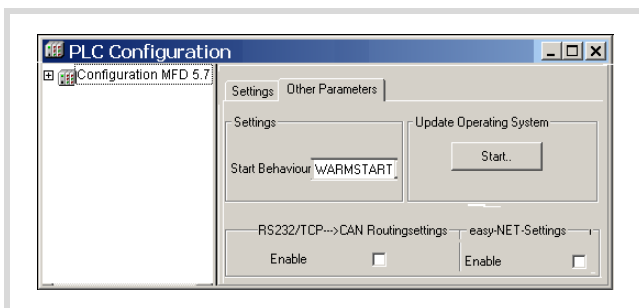 PLC Configuration
Configuration MFD 5.7
Settings Other Parameters
Settings Update Operating System
Start Behaviour WARMSTART Start..
RS232/TCP--->CAN Routingsettings easy-NET-Settings
Enable Enable